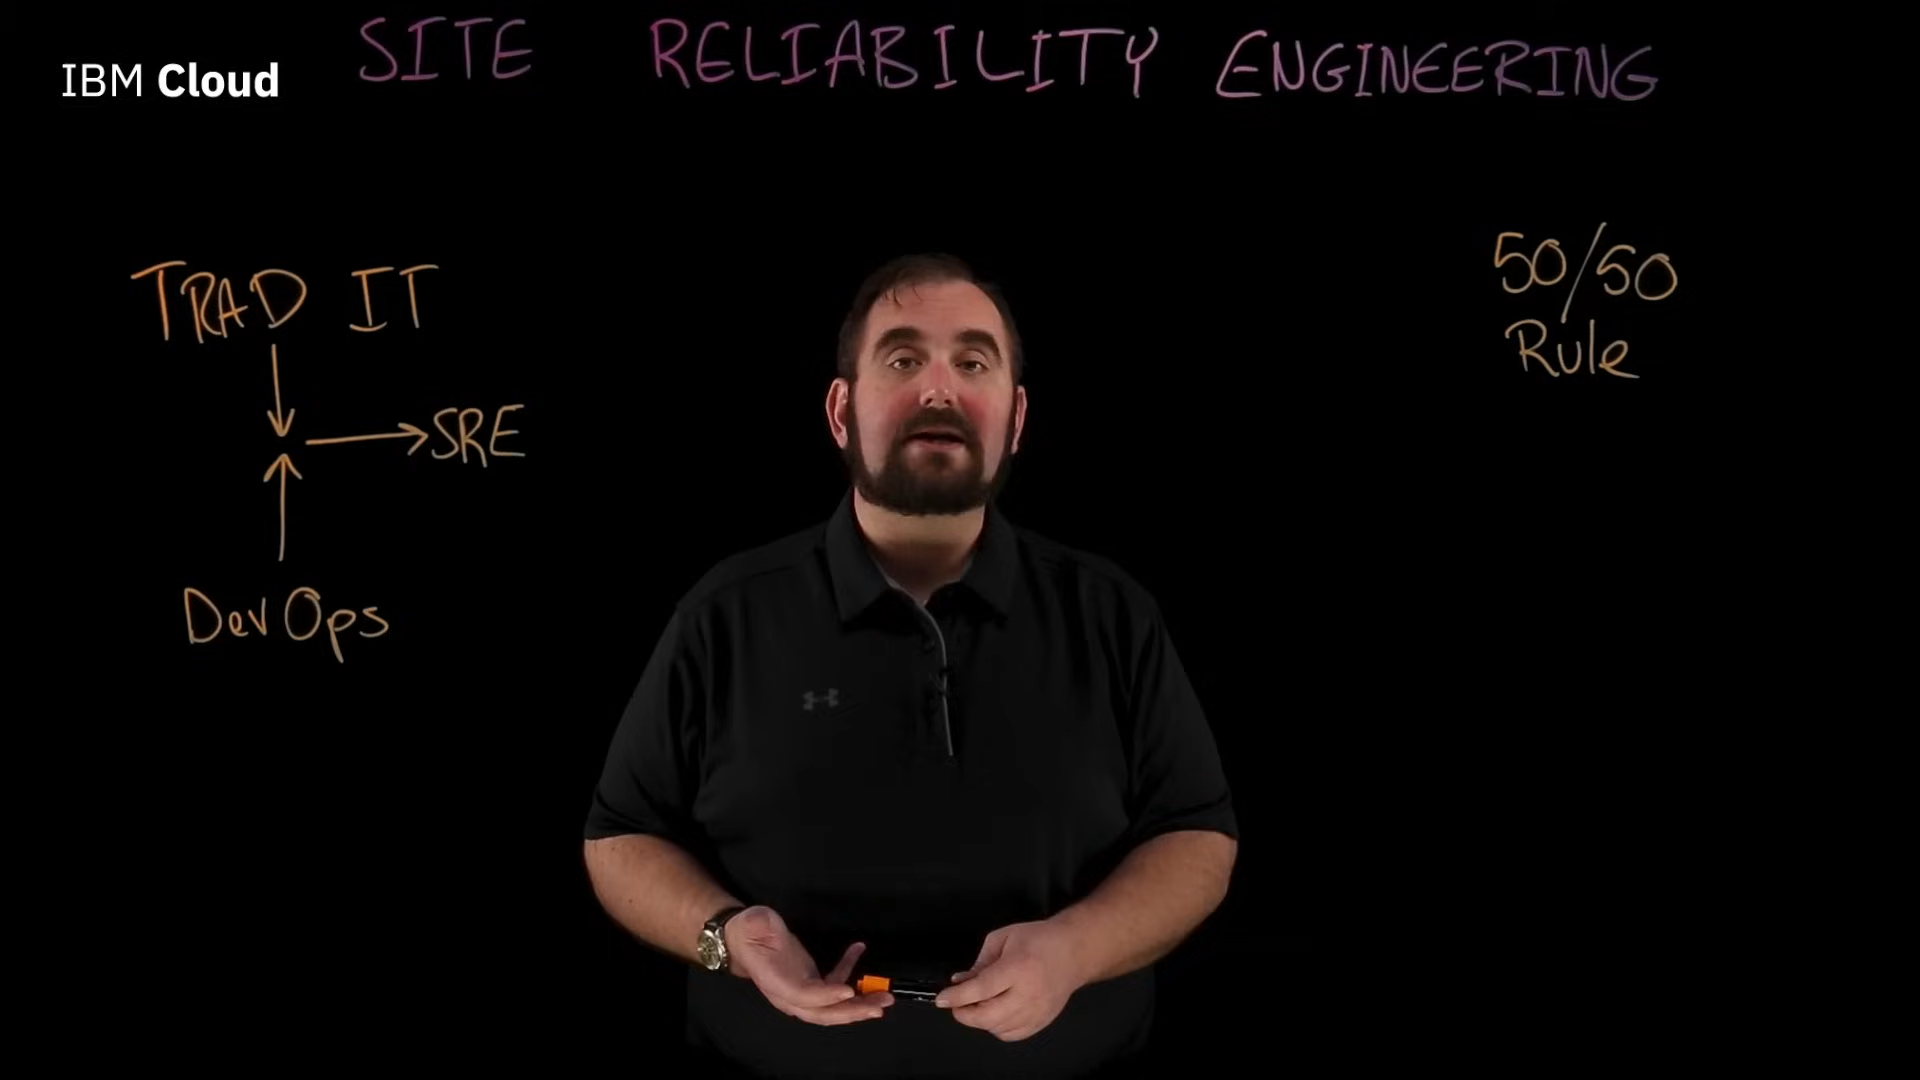 SITE RELIABILITY ENGINEERING
IBM Cloud
TRAD IT
SRE
DevOps
50/50
Rule